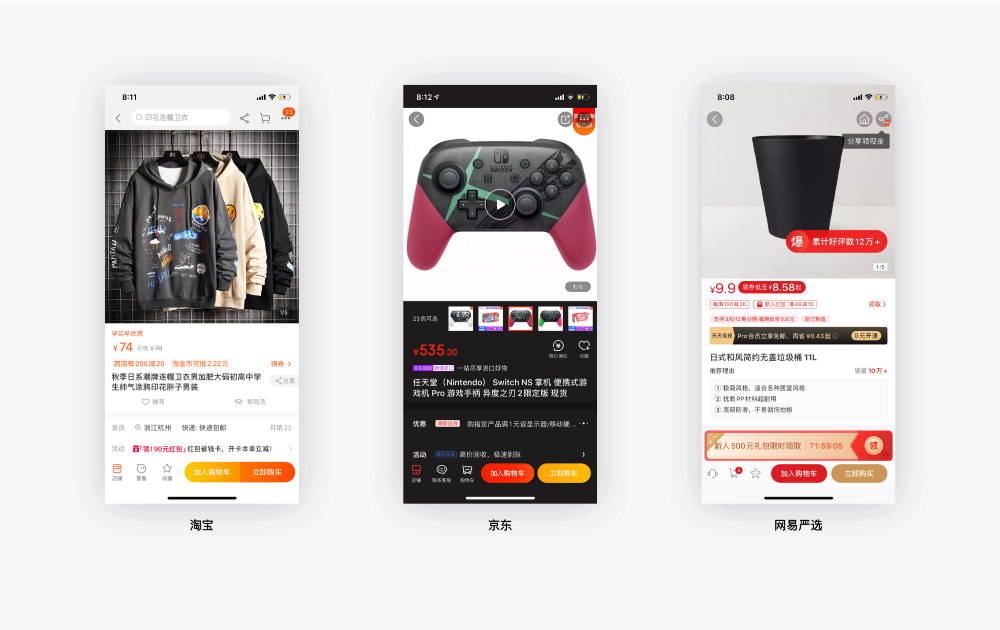 8:11
印花连帽卫衣
23
1/5
早买早优惠
¥74 价格¥79
跨店每200减20 淘金币可抵2.22元 领券
秋季日系潮牌连帽卫衣男加肥大码初高中学
生帅气涂鸦印花胖子男装
分享
推荐 帮我选
发货 浙江杭州 快递: 快递包邮 月销 22
活动 「领!90元红包」红包省钱卡，开卡本单立减!
店铺 客服 收藏 加入购物车 立即购买
淘宝
8:12
SWITCH
1/6
23色可选
¥535.00
降价通知 收藏
一站尽享进口好物
任天堂（Nintendo） Switch NS 掌机 便携式游
戏机 Pro 游戏手柄 异度之刃2限定版 现货
优惠 购指定产品满1元返显示器/移动硬...
活动 高价回收，极速到账
店铺 联系客服 购物车 加入购物车 立即购买
京东
8:08
分享领现金
爆 累计好评数12万+
1/5
¥9.9 领券低至¥8.58起
每满150减20 新人红包: 满49减15 领取
支持3/6/12期分期,每期低至0.9元 浙江制造
天天免邮 Pro会员立享免邮，再省¥0.43起 0元开通
日式和风简约无盖垃圾桶 11L
推荐理由 销量 10万+
① 极简风格，适合各种居室风格
② 优质PP材料超耐用
③ 底部防滑，不易刮伤地板
新人500元礼包限时领取 71:59:05 领
加入购物车 立即购买
网易严选